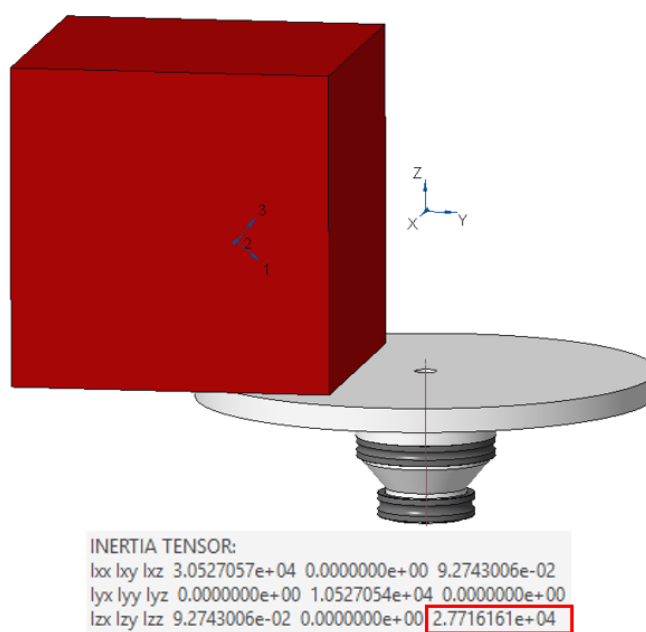 3
2
1
Z
X
Y
INERTIA TENSOR:
Ixx Ixy Ixz 3.0527057e+04 0.0000000e+00 9.2743006e-02
Iyx Iyy Iyz 0.0000000e+00 1.0527054e+04 0.0000000e+00
Izx Izy Izz 9.2743006e-02 0.0000000e+00 2.7716161e+04